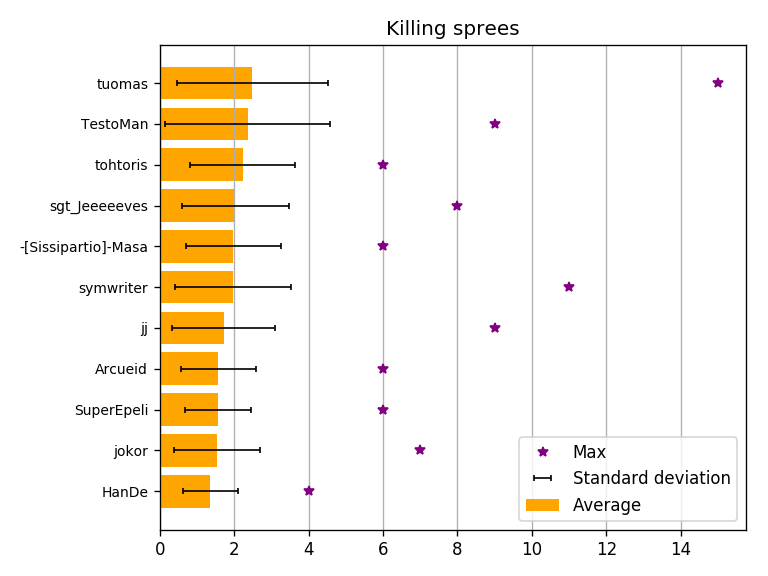 Killing sprees
tuomas
TestoMan
tohtoris
sgt_Jeeeeeves
-[Sissipartio]-Masa
symwriter
jj
Arcueid
SuperEpeli
jokor
HanDe
Max
Standard deviation
Average
0 2 4 6 8 10 12 14